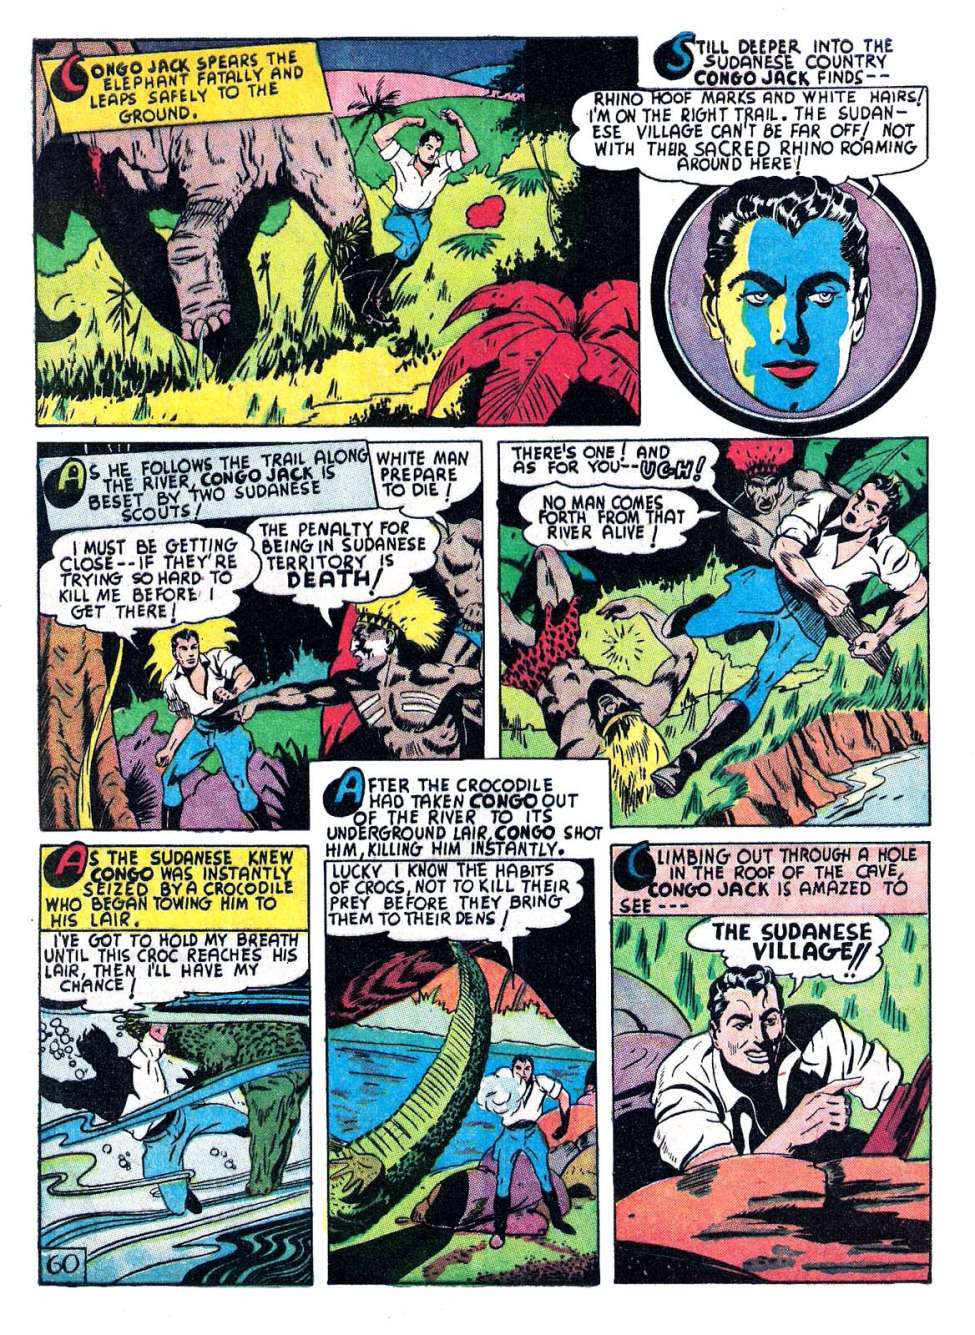 CONGO JACK SPEARS THE
ELEPHANT FATALLY AND
LEAPS SAFELY TO THE
GROUND.
STILL DEEPER INTO THE
SUDANESE COUNTRY
CONGO JACK FINDS--
RHINO HOOF MARKS AND WHITE HAIRS!
I'M ON THE RIGHT TRAIL. THE SUDAN-
ESE VILLAGE CAN'T BE FAR OFF! NOT
WITH THEIR SACRED RHINO ROAMING
AROUND HERE!
AS HE FOLLOWS THE TRAIL ALONG
THE RIVER, CONGO JACK IS
BESET BY TWO SUDANESE
SCOUTS!
WHITE MAN
PREPARE
TO DIE!
I MUST BE GETTING
CLOSE--IF THEY'RE
TRYING SO HARD TO
KILL ME BEFORE I
GET THERE!
THE PENALTY FOR
BEING IN SUDANESE
TERRITORY IS
DEATH!
THERE'S ONE! AND
AS FOR YOU--UGH!
NO MAN COMES
FORTH FROM THAT
RIVER ALIVE!
AS THE SUDANESE KNEW
CONGO WAS INSTANTLY
SEIZED BY A CROCODILE
WHO BEGAN TOWING HIM TO
HIS LAIR.
I'VE GOT TO HOLD MY BREATH
UNTIL THIS CROC REACHES HIS
LAIR, THEN I'LL HAVE MY
CHANCE!
AFTER THE CROCODILE
HAD TAKEN CONGO OUT
OF THE RIVER TO ITS
UNDERGROUND LAIR, CONGO SHOT
HIM, KILLING HIM INSTANTLY.
LUCKY I KNOW THE HABITS
OF CROCS, NOT TO KILL THEIR
PREY BEFORE THEY BRING
THEM TO THEIR DENS!
CLIMBING OUT THROUGH A HOLE
IN THE ROOF OF THE CAVE,
CONGO JACK IS AMAZED TO
SEE ---
THE SUDANESE
VILLAGE!!
60